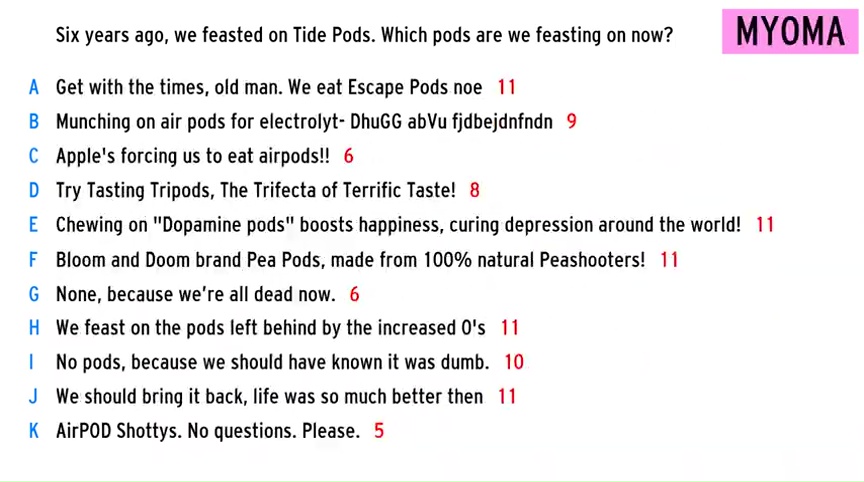 Six years ago, we feasted on Tide Pods. Which pods are we feasting on now?
MYOMA
A Get with the times, old man. We eat Escape Pods noe 11
B Munching on air pods for electrolyt- DhuGG abVu fjdbejdnfndn 9
C Apple's forcing us to eat airpods!! 6
D Try Tasting Tripods, The Trifecta of Terrific Taste! 8
E Chewing on "Dopamine pods" boosts happiness, curing depression around the world! 11
F Bloom and Doom brand Pea Pods, made from 100% natural Peashooters! 11
G None, because we're all dead now. 6
H We feast on the pods left behind by the increased O's 11
I No pods, because we should have known it was dumb. 10
J We should bring it back, life was so much better then 11
K AirPOD Shottys. No questions. Please. 5